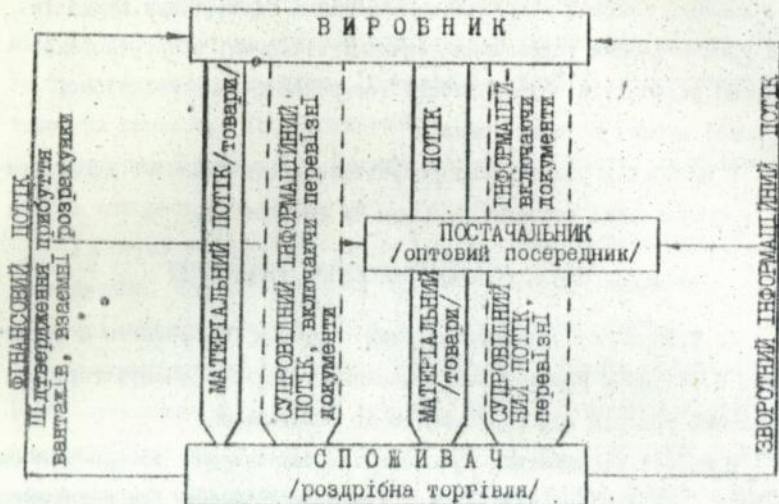 ВИРОБНИК
ФІНАНСОВИЙ ПОТІК
підтвердження прибуття
вантажів, взаємні розрахунки
МАТЕРІАЛЬНИЙ ПОТІК /товари/
СУПРОВІДНИЙ ІНФОРМАЦІЙНИЙ
ПОТІК, включаючи перевізні
документи
ПОТІК
ІНФОРМАЦІЙ-
включаючи
документи
ПОСТАЧАЛЬНИК
/оптовий посередник/
МАТЕРІАЛЬНИЙ
/товари/
СУПРОВІДНИЙ
НИЙ ПОТІК
перевізні
ЗВОРОТНИЙ ІНФОРМАЦІЙНИЙ ПОТІК
СПОЖИВАЧ
/роздрібна торгівля/